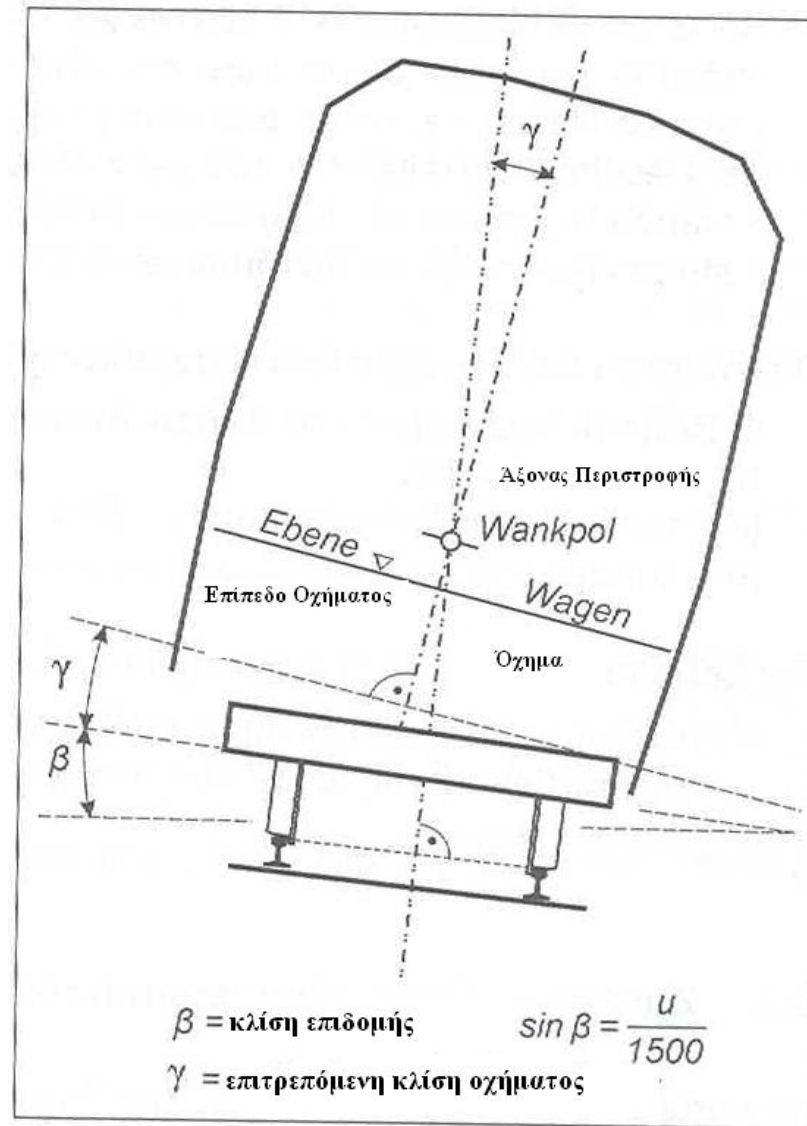 γ
Άξονας Περιστροφής
Wankpol
Ebene
Επίπεδο Οχήματος
Wagen
Όχημα
γ
β
β = κλίση επιδομής
sin β = u / 1500
γ = επιτρεπόμενη κλίση οχήματος